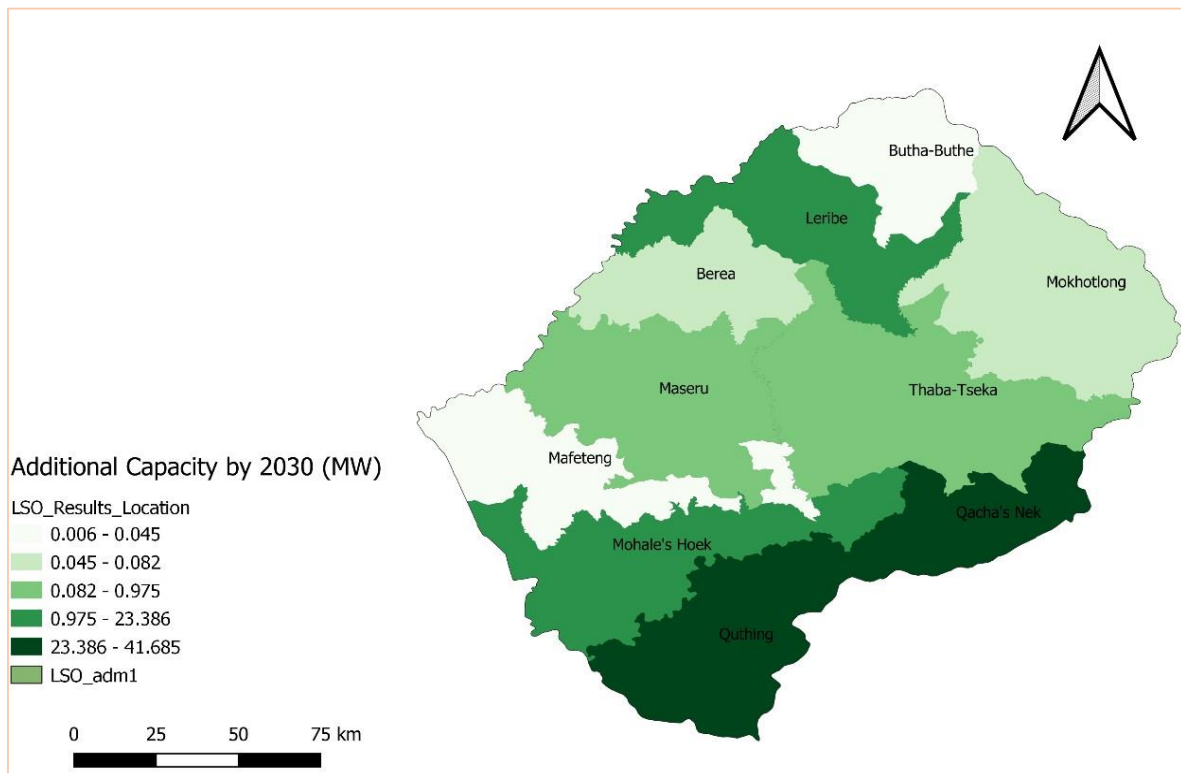 Butha-Buthe
Leribe
Berea
Mokhotlong
Maseru
Thaba-Tseka
Mafeteng
Qacha's Nek
Mohale's Hoek
Quthing
Additional Capacity by 2030 (MW)
LSO_Results_Location
0.006 - 0.045
0.045 - 0.082
0.082 - 0.975
0.975 - 23.386
23.386 - 41.685
LSO_adm1
0 25 50 75 km